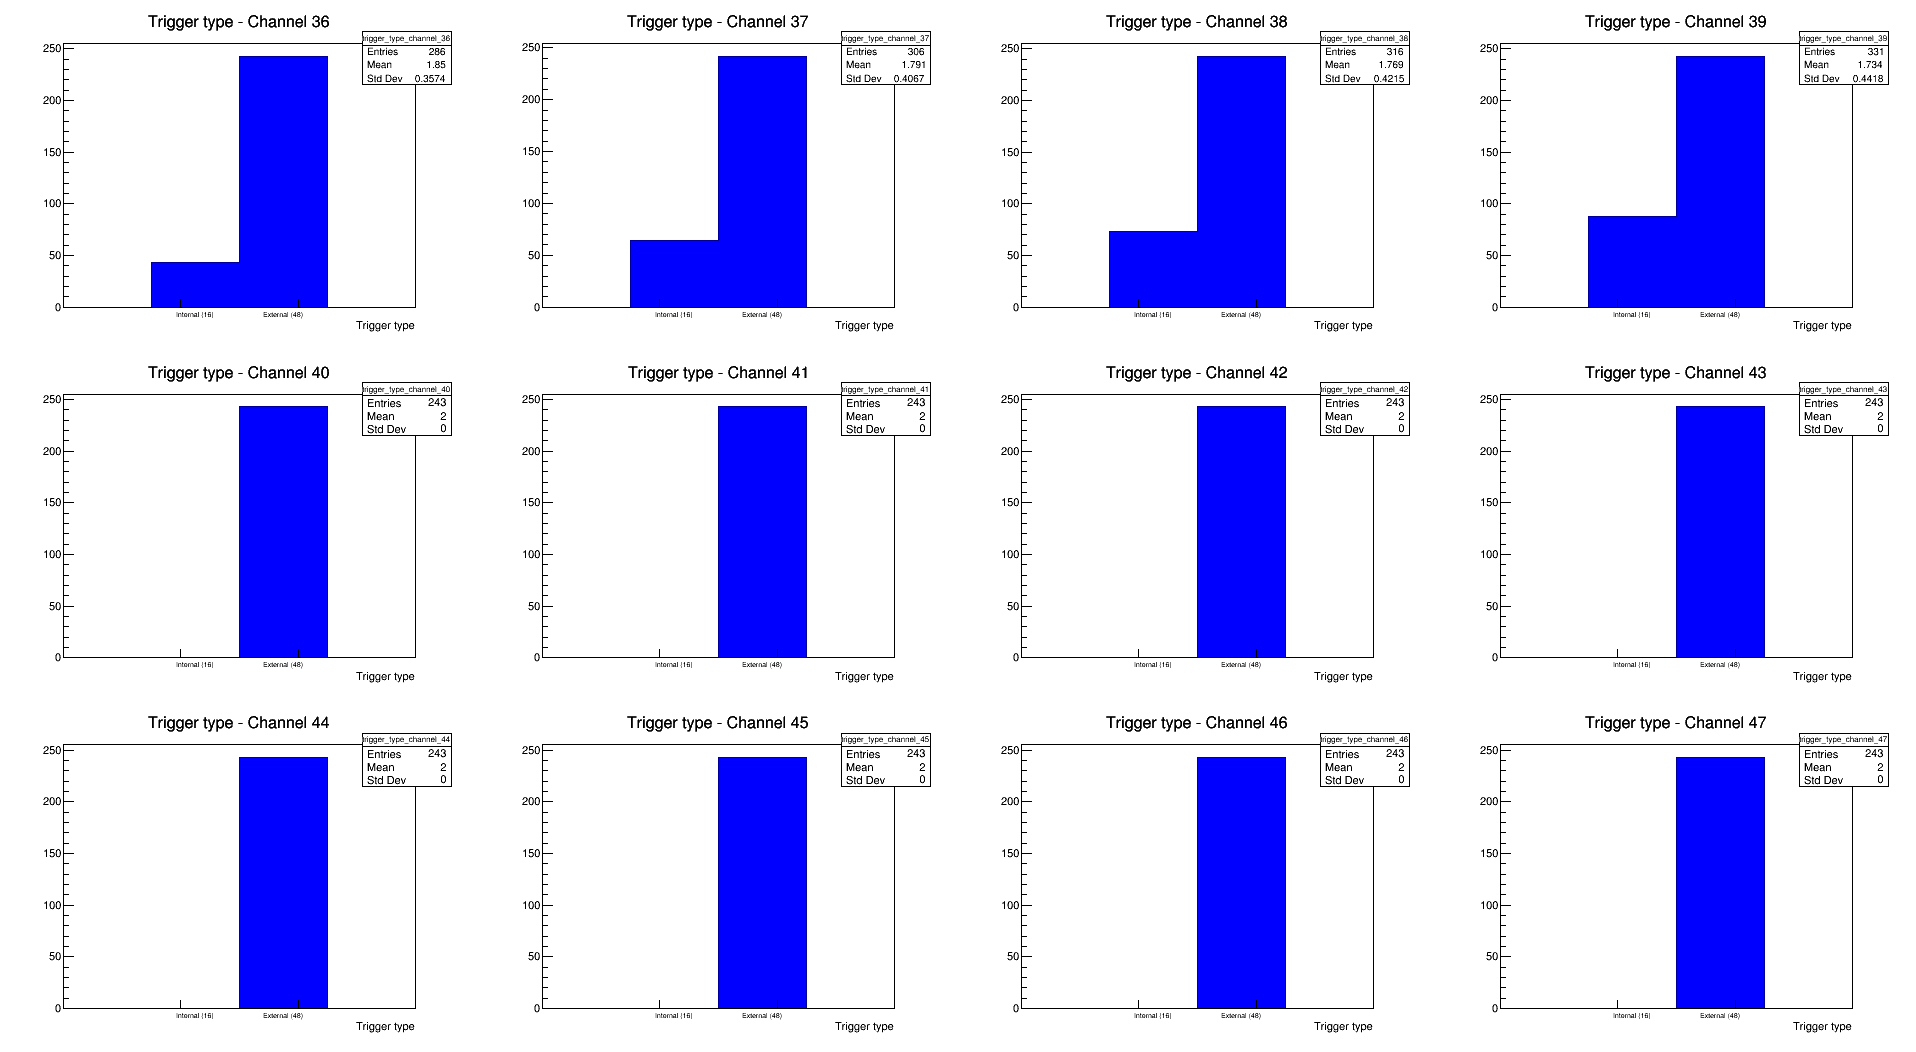 Trigger type - Channel 36
trigger_type_channel_36
Entries 286
Mean 1.85
Std Dev 0.3574
250
200
150
100
50
0
Internal (16) External (48)
Trigger type
Trigger type - Channel 37
trigger_type_channel_37
Entries 306
Mean 1.791
Std Dev 0.4067
250
200
150
100
50
0
Internal (16) External (48)
Trigger type
Trigger type - Channel 38
trigger_type_channel_38
Entries 316
Mean 1.769
Std Dev 0.4215
250
200
150
100
50
0
Internal (16) External (48)
Trigger type
Trigger type - Channel 39
trigger_type_channel_39
Entries 331
Mean 1.734
Std Dev 0.4418
250
200
150
100
50
0
Internal (16) External (48)
Trigger type
Trigger type - Channel 40
trigger_type_channel_40
Entries 243
Mean 2
Std Dev 0
250
200
150
100
50
0
Internal (16) External (48)
Trigger type
Trigger type - Channel 41
trigger_type_channel_41
Entries 243
Mean 2
Std Dev 0
250
200
150
100
50
0
Internal (16) External (48)
Trigger type
Trigger type - Channel 42
trigger_type_channel_42
Entries 243
Mean 2
Std Dev 0
250
200
150
100
50
0
Internal (16) External (48)
Trigger type
Trigger type - Channel 43
trigger_type_channel_43
Entries 243
Mean 2
Std Dev 0
250
200
150
100
50
0
Internal (16) External (48)
Trigger type
Trigger type - Channel 44
trigger_type_channel_44
Entries 243
Mean 2
Std Dev 0
250
200
150
100
50
0
Internal (16) External (48)
Trigger type
Trigger type - Channel 45
trigger_type_channel_45
Entries 243
Mean 2
Std Dev 0
250
200
150
100
50
0
Internal (16) External (48)
Trigger type
Trigger type - Channel 46
trigger_type_channel_46
Entries 243
Mean 2
Std Dev 0
250
200
150
100
50
0
Internal (16) External (48)
Trigger type
Trigger type - Channel 47
trigger_type_channel_47
Entries 243
Mean 2
Std Dev 0
250
200
150
100
50
0
Internal (16) External (48)
Trigger type